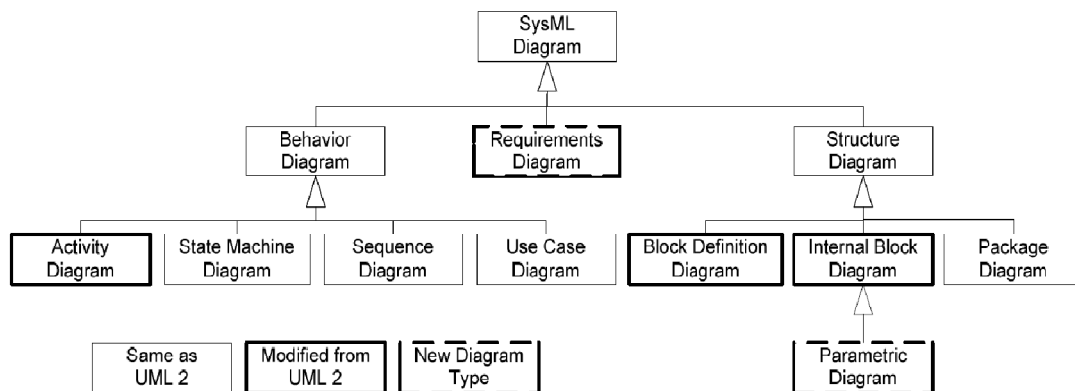 SysML
Diagram
Behavior
Diagram
Requirements
Diagram
Structure
Diagram
Activity
Diagram
State Machine
Diagram
Sequence
Diagram
Use Case
Diagram
Block Definition
Diagram
Internal Block
Diagram
Package
Diagram
Same as
UML 2
Modified from
UML 2
New Diagram
Type
Parametric
Diagram